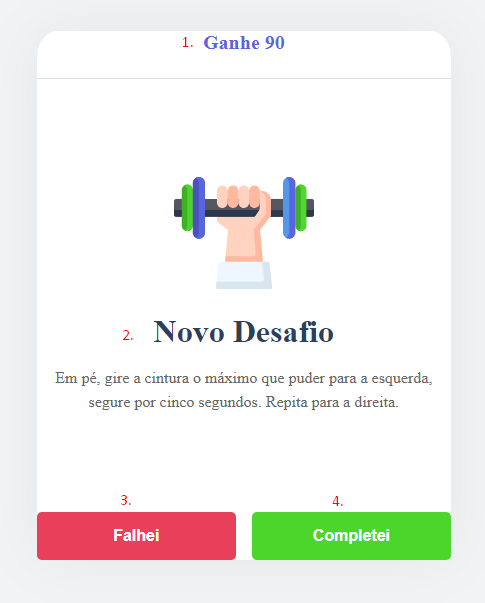 1. Ganhe 90
2. Novo Desafio
Em pé, gire a cintura o máximo que puder para a esquerda,
segure por cinco segundos. Repita para a direita.
3. 4.
Falhei Completei